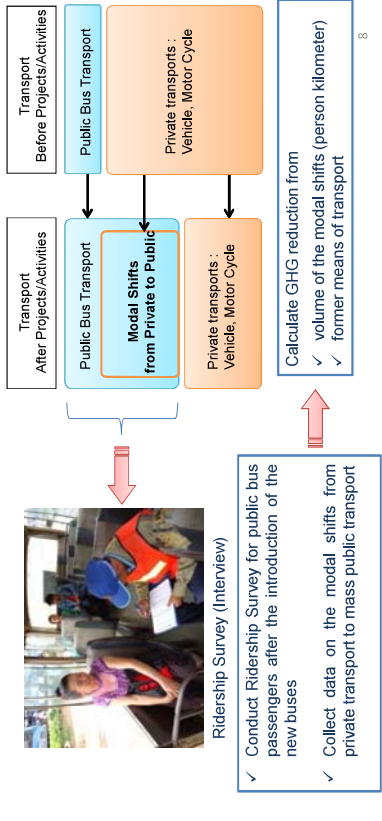 Transport
Before Projects/Activities
Public Bus Transport
Private transports :
Vehicle, Motor Cycle
Transport
After Projects/Activities
Public Bus Transport
Modal Shifts
from Private to Public
Private transports :
Vehicle, Motor Cycle
Ridership Survey (Interview)
✓ Conduct Ridership Survey for public bus
passengers after the introduction of the
new buses
✓ Collect data on the modal shifts from
private transport to mass public transport
Calculate GHG reduction from
✓ volume of the modal shifts (person kilometer)
✓ former means of transport
8